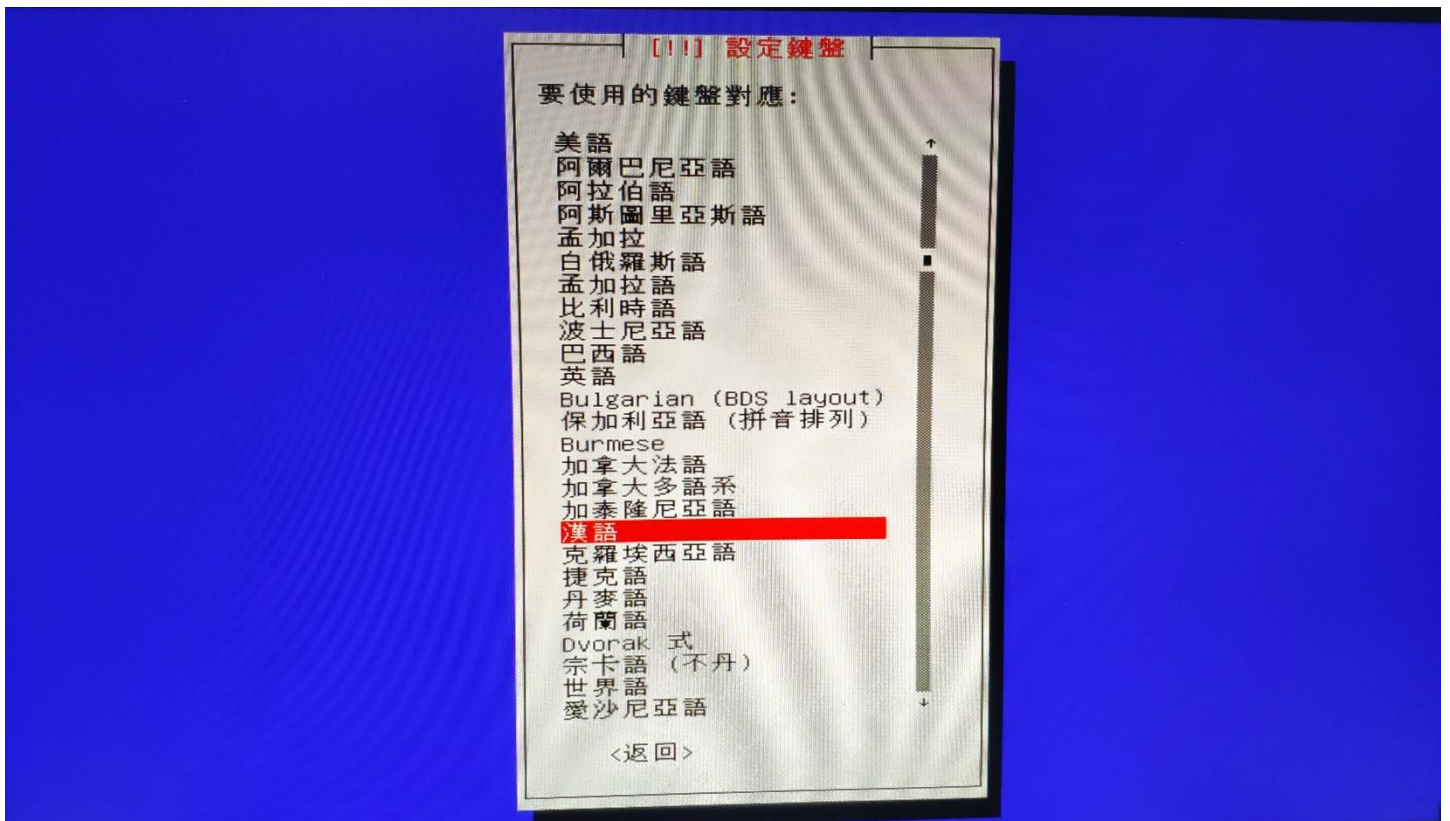 [!!] 設定鍵盤
要使用的鍵盤對應:
美語
阿爾巴尼亞語
阿拉伯語
阿斯圖里亞斯語
孟加拉
白俄羅斯語
孟加拉語
比利時語
波士尼亞語
巴西語
英語
Bulgarian (BDS layout)
保加利亞語 (拼音排列)
Burmese
加拿大法語
加拿大多語系
加泰隆尼亞語
漢語
克羅埃西亞語
捷克語
丹麥語
荷蘭語
Dvorak 式
宗卡語 (不丹)
世界語
愛沙尼亞語
<返回>